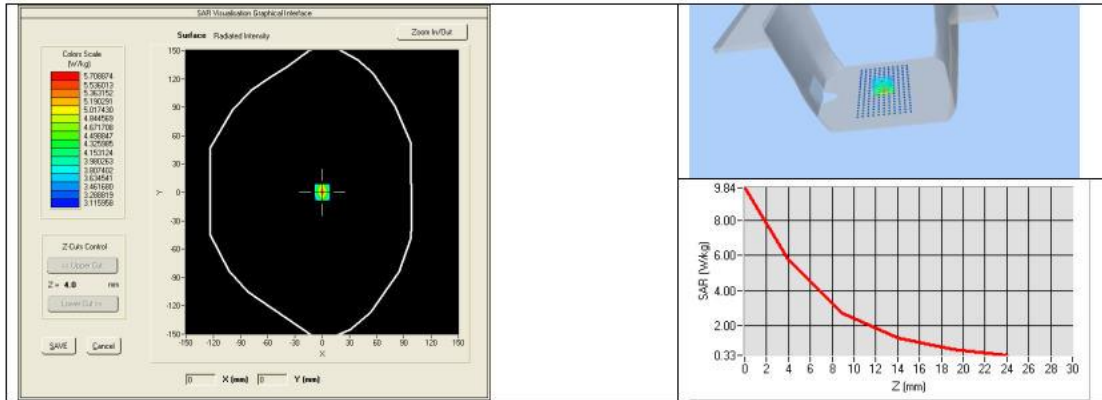 SAR Visualisation Graphical Interface
Surface Radiated Intensity
Zoom In/Out
Colors Scale
(W/kg)
5.708874
5.536013
5.363152
5.190291
5.017430
4.844569
4.671708
4.498847
4.325985
4.153124
3.980263
3.807402
3.634541
3.461680
3.288819
3.115958
Z-Cuts Control
<< Upper Cut
Z = 4.0 mm
Lower Cut >>
SAVE Cancel
150
120
90
60
30
0
-30
-60
-90
-120
-150
Y
-150 -120 -90 -60 -30 0 30 60 90 120 150
X
0 X (mm) 0 Y (mm)
9.84
8.00
6.00
4.00
2.00
0.33
SAR (W/kg)
0 2 4 6 8 10 12 14 16 18 20 22 24 26 28 30
Z (mm)